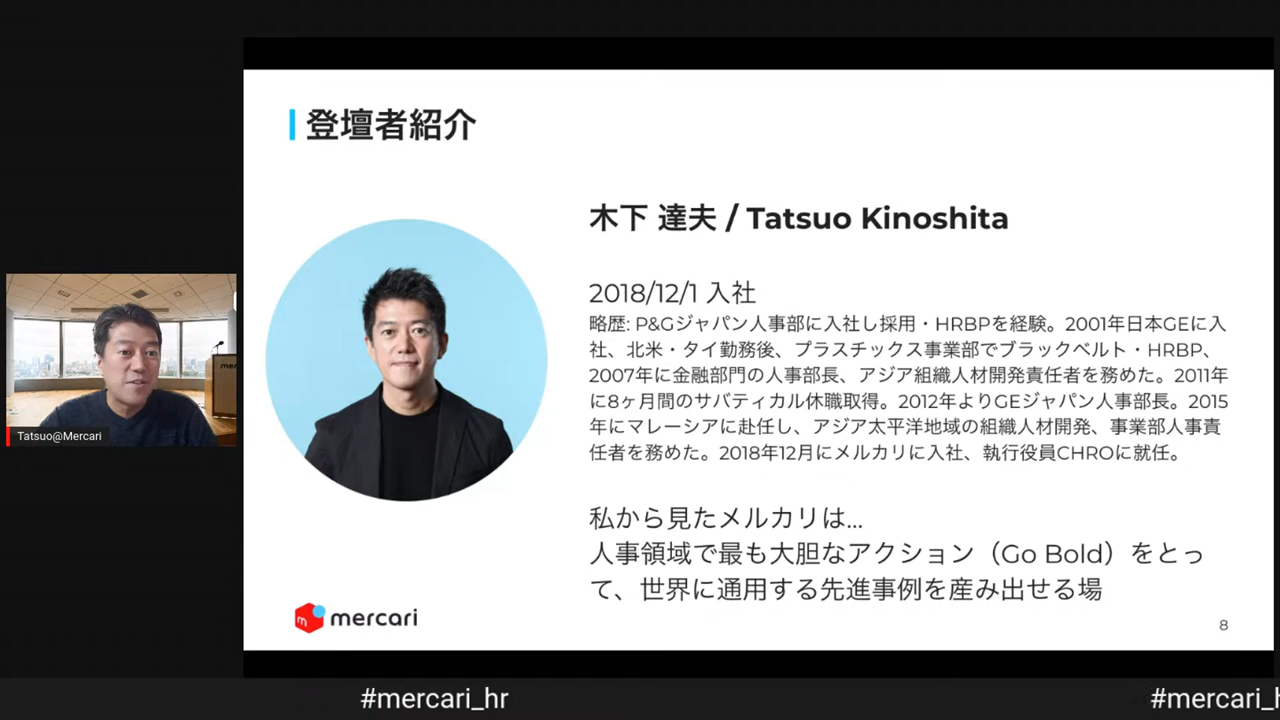 登壇者紹介
木下 達夫 / Tatsuo Kinoshita
2018/12/1 入社
略歴: P&Gジャパン人事部に入社し採用・HRBPを経験。2001年日本GEに入
社、北米・タイ勤務後、プラスチックス事業部でブラックベルト・HRBP、
2007年に金融部門の人事部長、アジア組織人材開発責任者を務めた。2011年
に8ヶ月間のサバティカル休職取得。2012年よりGEジャパン人事部長。2015
年にマレーシアに赴任し、アジア太平洋地域の組織人材開発、事業部人事責
任者を務めた。2018年12月にメルカリに入社、執行役員CHROに就任。
私から見たメルカリは...
人事領域で最も大胆なアクション（Go Bold）をとっ
て、世界に通用する先進事例を産み出せる場
mercari
8
mer
Tatsuo@Mercari
#mercari_hr
#mercari_h